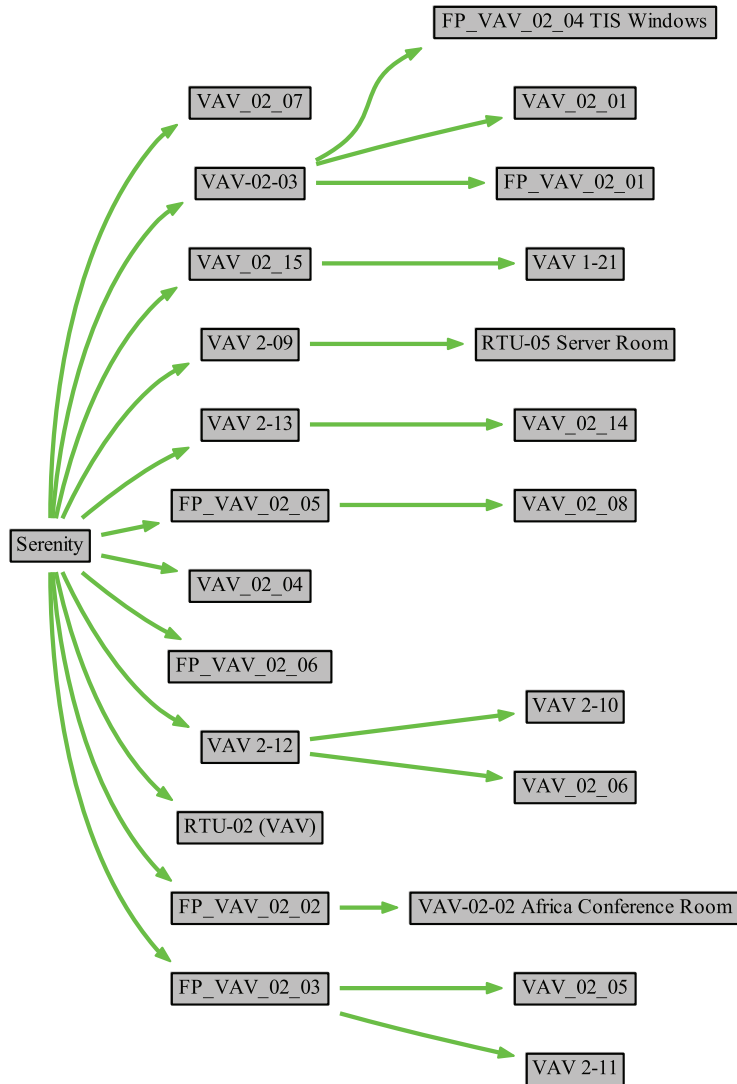 FP_VAV_02_04 TIS Windows
VAV_02_07
VAV_02_01
VAV-02-03
FP_VAV_02_01
VAV_02_15
VAV 1-21
VAV 2-09
RTU-05 Server Room
VAV 2-13
VAV_02_14
FP_VAV_02_05
VAV_02_08
Serenity
VAV_02_04
FP_VAV_02_06
VAV 2-10
VAV 2-12
VAV_02_06
RTU-02 (VAV)
FP_VAV_02_02
VAV-02-02 Africa Conference Room
FP_VAV_02_03
VAV_02_05
VAV 2-11